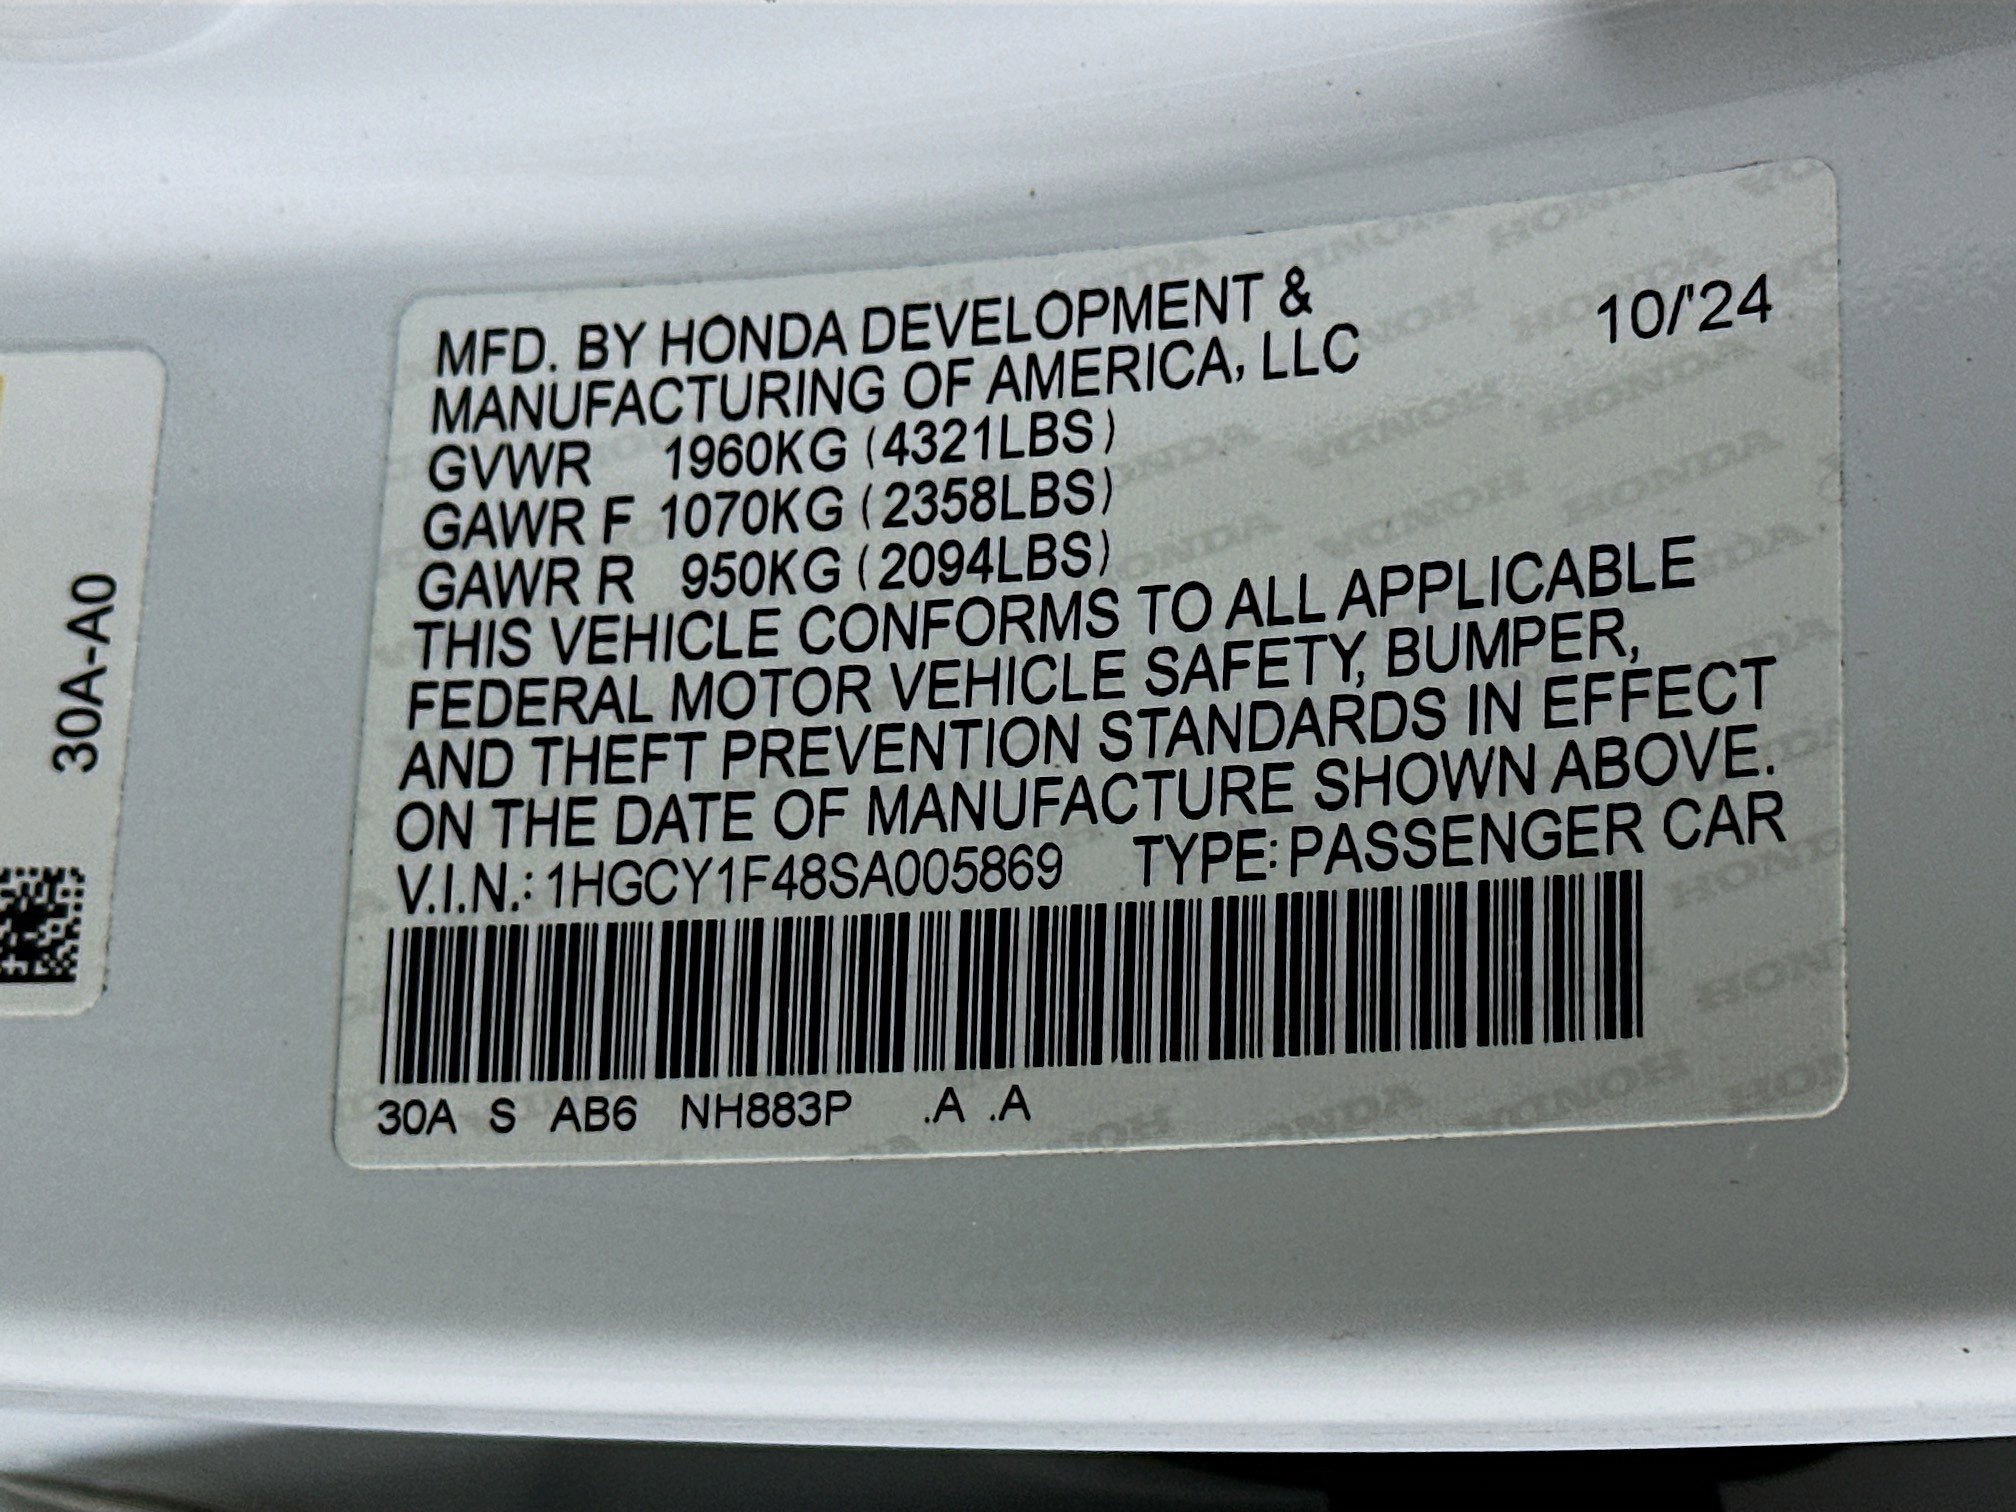 MFD. BY HONDA DEVELOPMENT &
MANUFACTURING OF AMERICA, LLC
10/'24
GVWR 1960KG (4321LBS)
GAWR F 1070KG (2358LBS)
GAWR R 950KG (2094LBS)
THIS VEHICLE CONFORMS TO ALL APPLICABLE
FEDERAL MOTOR VEHICLE SAFETY, BUMPER,
AND THEFT PREVENTION STANDARDS IN EFFECT
ON THE DATE OF MANUFACTURE SHOWN ABOVE.
V.I.N.: 1HGCY1F48SA005869 TYPE: PASSENGER CAR
30A S AB6 NH883P .A .A
30A-A0